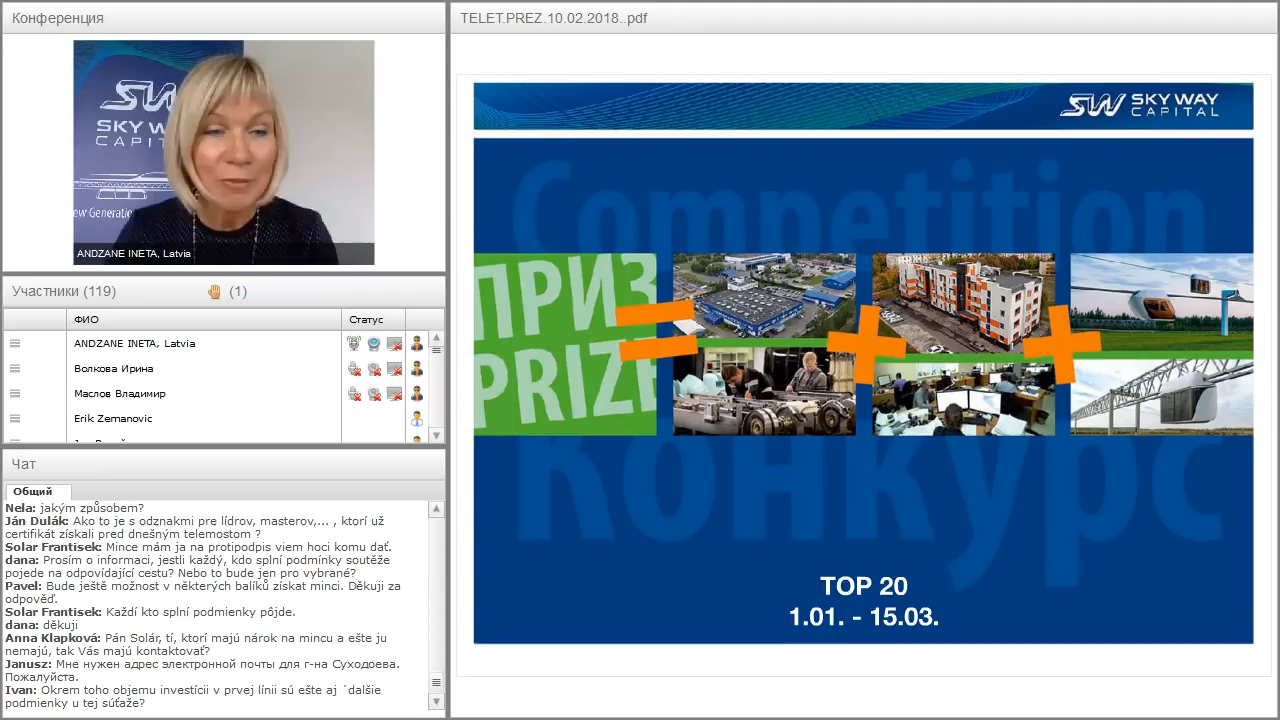 Конференция
SW
SKY WAY
CAPITAL
ew Generati
ANDZANE INETA, Latvia
Участники (119)
(1)
ФИО Статус
ANDZANE INETA, Latvia
Волкова Ирина
Маслов Владимир
Erik Zemanovic
Чат
Общий
Nela: jakým způsobem?
Ján Dulák: Ako to je s odznakmi pre lídrov, masterov,... , ktorí už
certifikát získali pred dnešným telemostom ?
Solar Frantisek: Mince mám ja na protipodpis viem hoci komu dať.
dana: Prosím o informaci, jestli každý, kdo splní podmínky soutěže
pojede na odpovídající cestu? Nebo to bude jen pro vybrané?
Pavel: Bude ještě možnost v některých balíků získat minci. Děkuji za
odpověď.
Solar Frantisek: Každí kto splní podmienky pôjde.
dana: děkuji
Anna Klapková: Pán Solár, tí, ktorí majú nárok na mincu a ešte ju
nemajú, tak Vás majú kontaktovať?
Janusz: Мне нужен адрес электронной почты для г-на Суходоева.
Пожалуйста.
Ivan: Okrem toho objemu investícii v prvej línii sú ešte aj ´dalšie
podmienky u tej súťaže?
TELET.PREZ.10.02.2018..pdf
SW SKY WAY
CAPITAL
Competition
ПРИЗ
PRIZE
Конкурс
TOP 20
1.01. - 15.03.